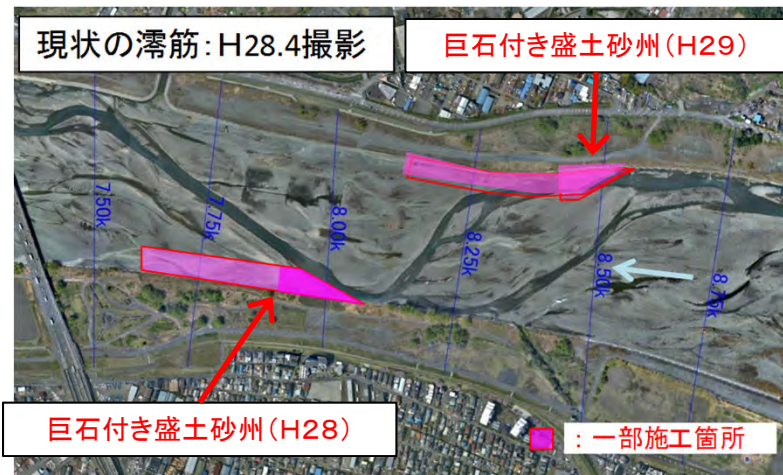 現状の澪筋:H28.4撮影
巨石付き盛土砂州(H29)
7.50k
7.75k
8.00k
8.25k
8.50k
8.75k
巨石付き盛土砂州(H28)
:一部施工箇所